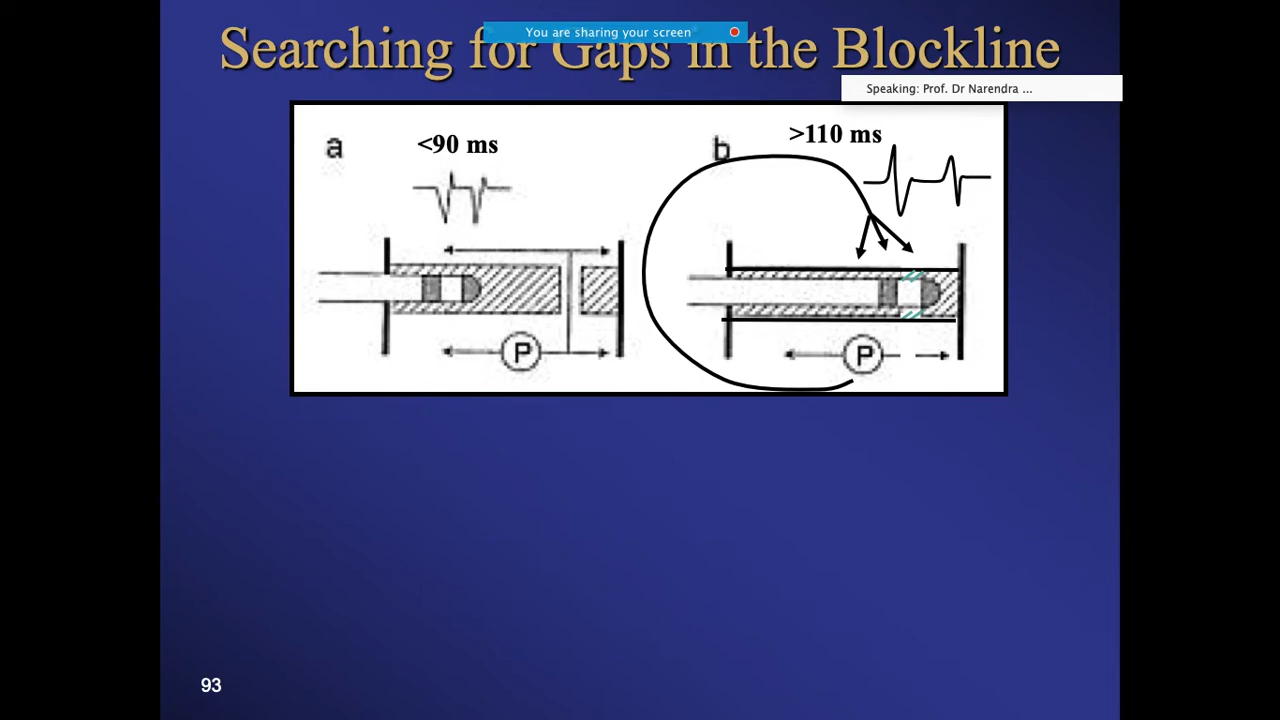 You are sharing your screen
Searching for Gaps in the Blockline
Speaking: Prof. Dr Narendra ...
a
<90 ms
b
>110 ms
P
P
93